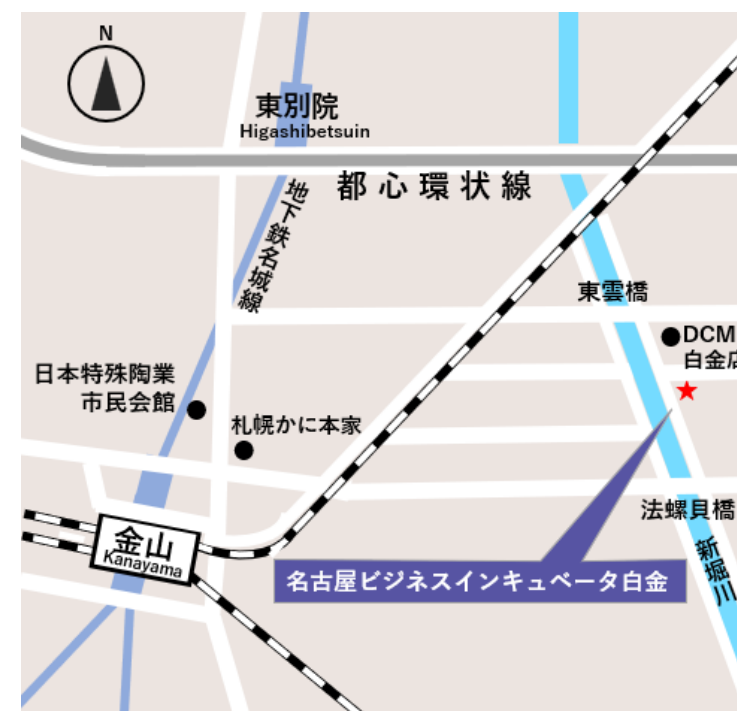 N
東別院
Higashibetsuin
都心環状線
地下鉄名城線
東雲橋
DCM
白金店
日本特殊陶業
市民会館
札幌かに本家
法螺貝橋
金山
Kanayama
新堀川
名古屋ビジネスインキュベータ白金